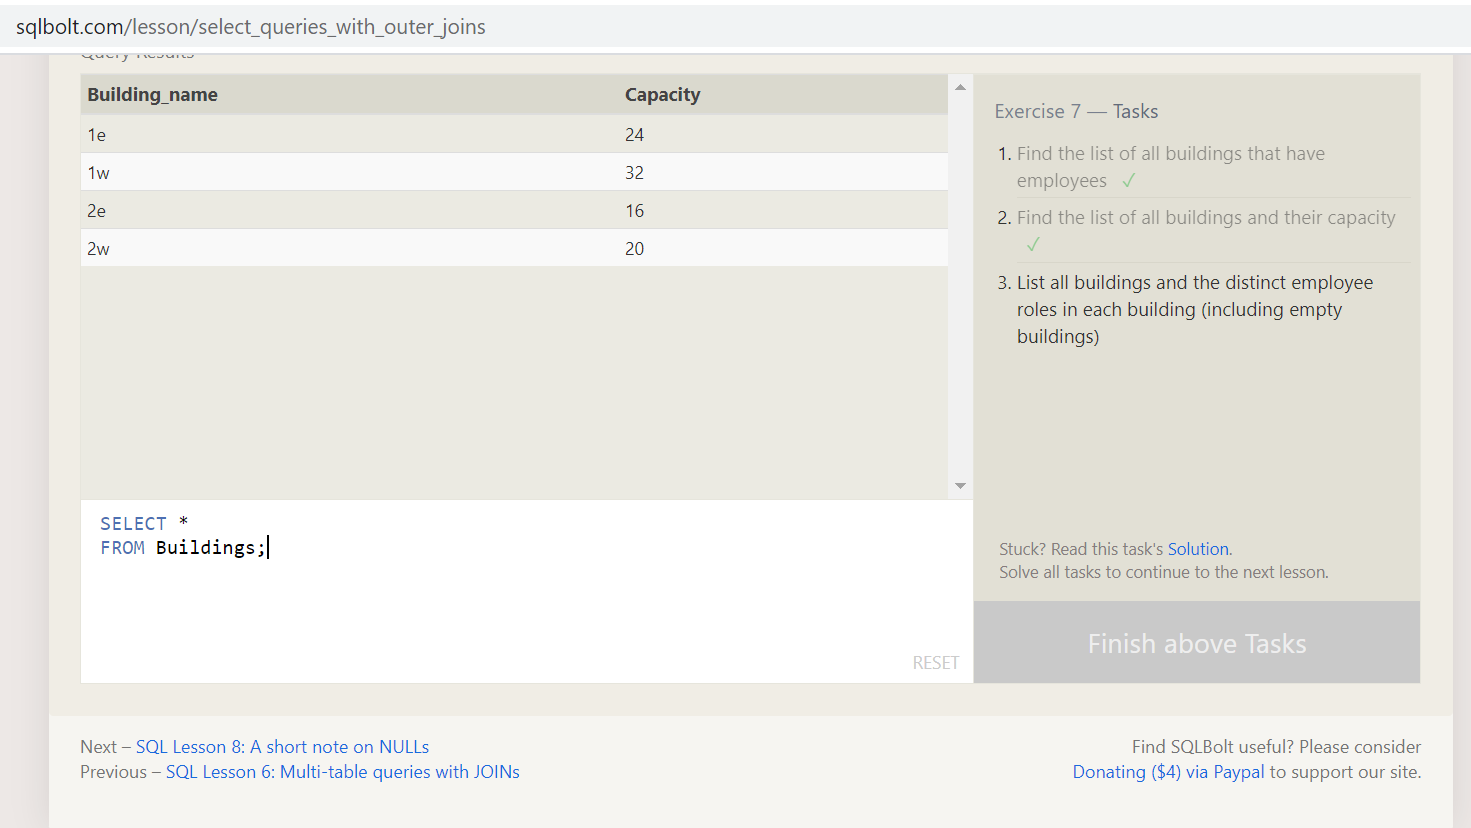 sqlbolt.com/lesson/select_queries_with_outer_joins
Query Results
Building_name Capacity
1e 24
1w 32
2e 16
2w 20
SELECT *
FROM Buildings;
RESET
Exercise 7 — Tasks
1. Find the list of all buildings that have
employees ✓
2. Find the list of all buildings and their capacity
✓
3. List all buildings and the distinct employee
roles in each building (including empty
buildings)
Stuck? Read this task's Solution.
Solve all tasks to continue to the next lesson.
Finish above Tasks
Next – SQL Lesson 8: A short note on NULLs
Previous – SQL Lesson 6: Multi-table queries with JOINs
Find SQLBolt useful? Please consider
Donating ($4) via Paypal to support our site.